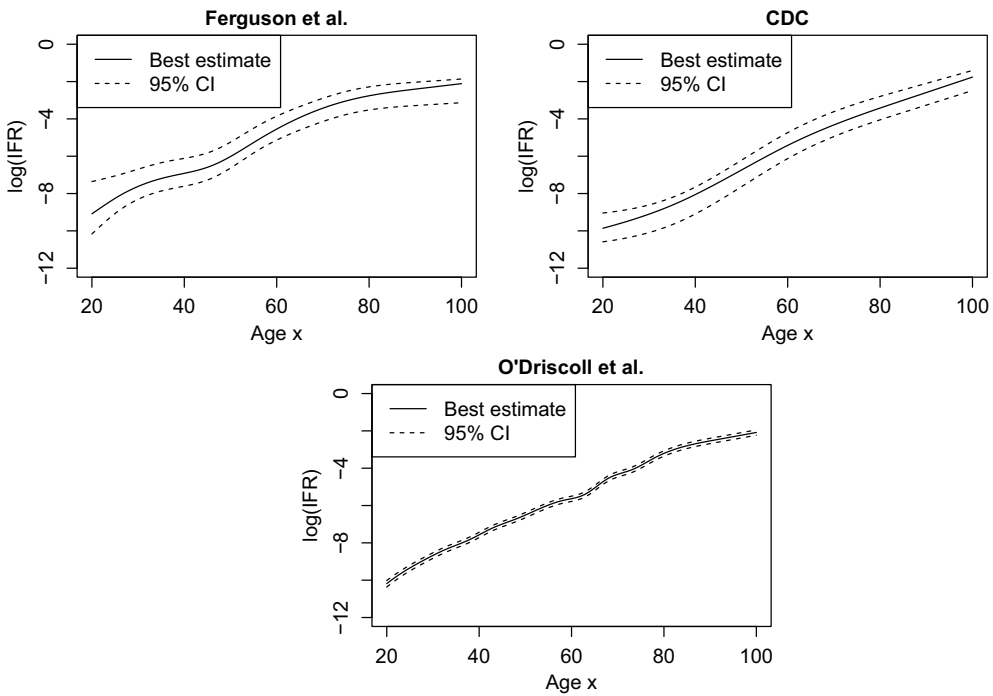 Ferguson et al.
Best estimate
95% CI
log(IFR)
0
−4
−8
−12
20 40 60 80 100
Age x
CDC
Best estimate
95% CI
log(IFR)
0
−4
−8
−12
20 40 60 80 100
Age x
O'Driscoll et al.
Best estimate
95% CI
log(IFR)
0
−4
−8
−12
20 40 60 80 100
Age x